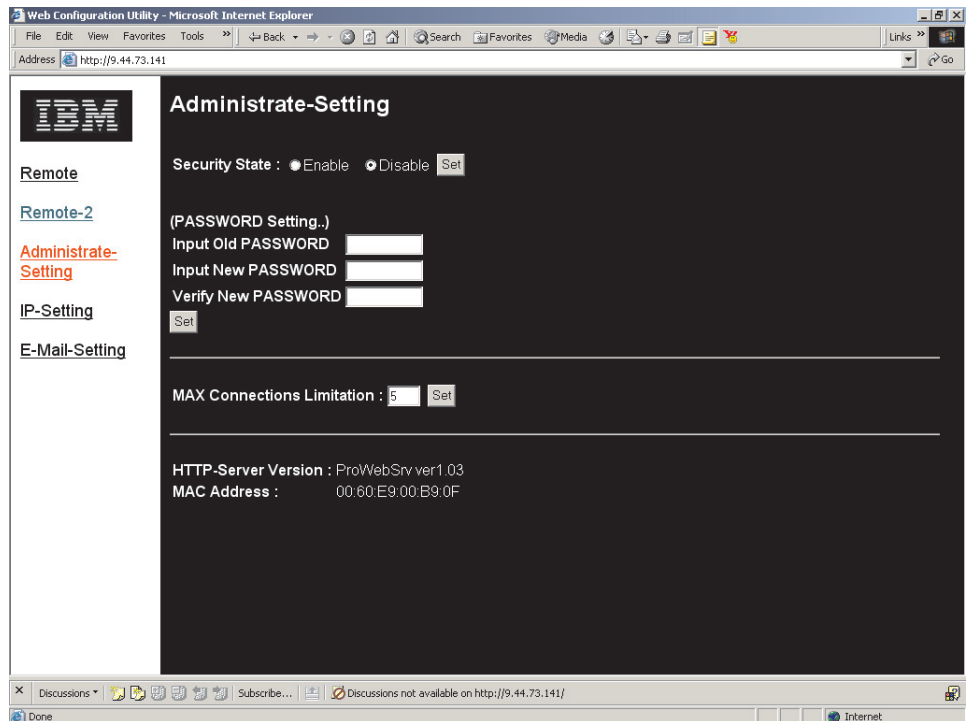 Web Configuration Utility - Microsoft Internet Explorer
File Edit View Favorites Tools » Back Search Favorites Media Links »
Address http://9.44.73.141 Go
IBM
Remote
Remote-2
Administrate-
Setting
IP-Setting
E-Mail-Setting
Administrate-Setting
Security State : Enable Disable Set
(PASSWORD Setting..)
Input Old PASSWORD
Input New PASSWORD
Verify New PASSWORD
Set
MAX Connections Limitation : 5 Set
HTTP-Server Version : ProWebSrv ver1.03
MAC Address : 00:60:E9:00:B9:0F
Discussions Subscribe... Discussions not available on http://9.44.73.141/
Done Internet